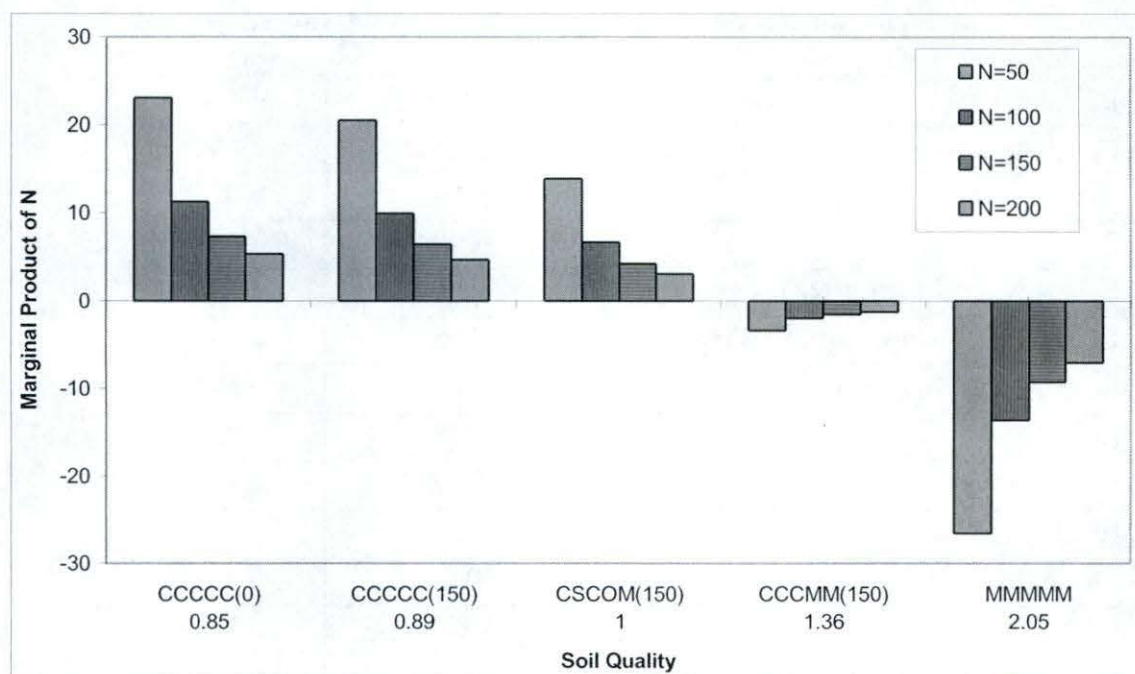 30
20
10
0
-10
-20
-30
Marginal Product of N
N=50
N=100
N=150
N=200
CCCCC(0) CCCCC(150) CSCOM(150) CCCMM(150) MMMMM
0.85 0.89 1 1.36 2.05
Soil Quality